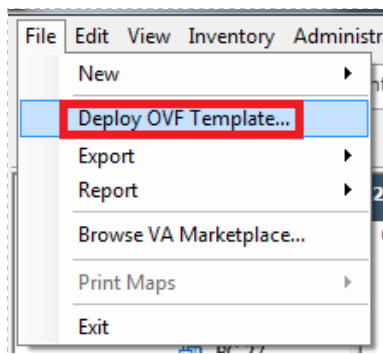 File Edit View Inventory Administr
New
Deploy OVF Template...
Export
Report
Browse VA Marketplace...
Print Maps
Exit